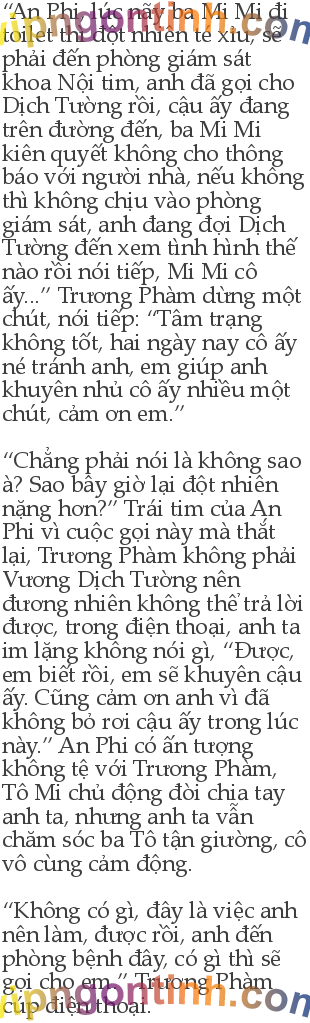 “An Phi, lúc nãy ba Mi Mi đi
toilet thì đột nhiên té xỉu, sẽ
phải đến phòng giám sát
khoa Nội tim, anh đã gọi cho
Dịch Tường rồi, cậu ấy đang
trên đường đến, ba Mi Mi
kiên quyết không cho thông
báo với người nhà, nếu không
thì không chịu vào phòng
giám sát, anh đang đợi Dịch
Tường đến xem tình hình thế
nào rồi nói tiếp, Mi Mi cô
ấy...” Trương Phàm dừng một
chút, nói tiếp: “Tâm trạng
không tốt, hai ngày nay cô ấy
né tránh anh, em giúp anh
khuyên nhủ cô ấy nhiều một
chút, cảm ơn em.”

“Chẳng phải nói là không sao
à? Sao bây giờ lại đột nhiên
nặng hơn?” Trái tim của An
Phi vì cuộc gọi này mà thắt
lại, Trương Phàm không phải
Vương Dịch Tường nên
đương nhiên không thể trả lời
được, trong điện thoại, anh ta
im lặng không nói gì, “Được,
em biết rồi, em sẽ khuyên cậu
ấy. Cũng cảm ơn anh vì đã
không bỏ rơi cậu ấy trong lúc
này.” An Phi có ấn tượng
không tệ với Trương Phàm,
Tô Mi chủ động đòi chia tay
anh ta, nhưng anh ta vẫn
chăm sóc ba Tô tận giường, cô
vô cùng cảm động.

“Không có gì, đây là việc anh
nên làm, được rồi, anh đến
phòng bệnh đây, có gì thì sẽ
gọi cho em.” Trương Phàm
cúp điện thoại.
vipngontinh.com